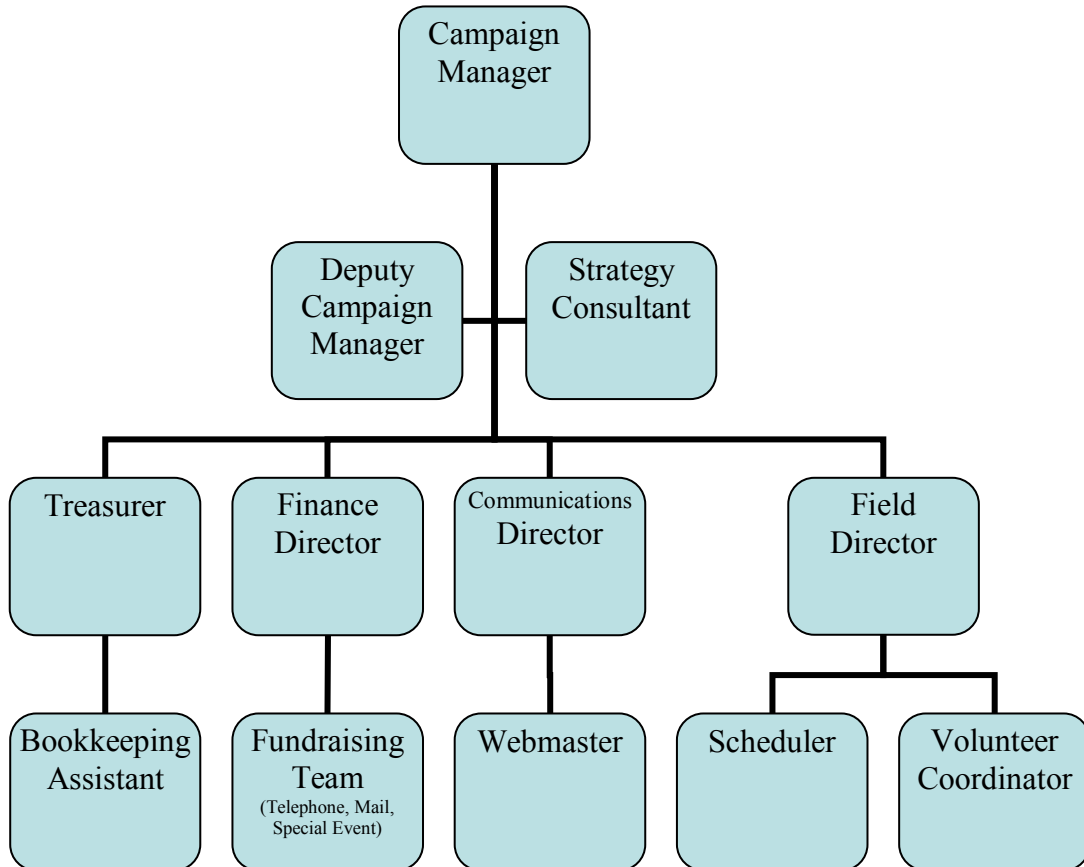 Campaign
Manager
Deputy
Campaign
Manager
Strategy
Consultant
Treasurer
Finance
Director
Communications
Director
Field
Director
Bookkeeping
Assistant
Fundraising
Team
(Telephone, Mail,
Special Event)
Webmaster
Scheduler
Volunteer
Coordinator